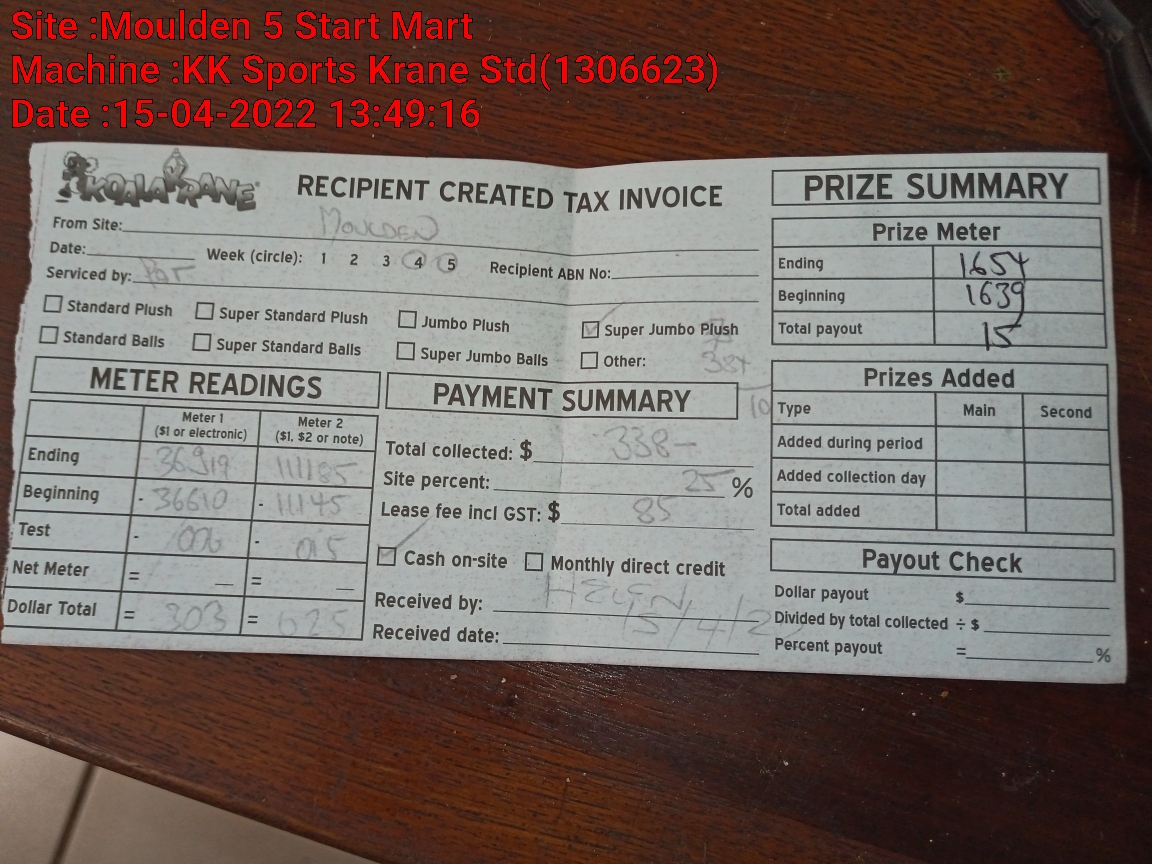 Site :Moulden 5 Start Mart
Machine :KK Sports Krane Std(1306623)
Date :15-04-2022 13:49:16
KOALA KRANE
RECIPIENT CREATED TAX INVOICE
From Site: MOULDEN
Date: Week (circle): 1 2 3 4 5 Recipient ABN No:
Serviced by: PAT
Standard Plush Super Standard Plush Jumbo Plush Super Jumbo Plush
Standard Balls Super Standard Balls Super Jumbo Balls Other:
METER READINGS
Meter 1 ($1 or electronic) Meter 2 ($1, $2 or note)
Ending 36919 111185
Beginning - 36610 - 11145
Test - 006 - 015
Net Meter = — = —
Dollar Total = 303 = 025
PAYMENT SUMMARY
Total collected: $ 338-
Site percent: 25 %
Lease fee incl GST: $ 85
Cash on-site Monthly direct credit
Received by: HELEN
Received date: 15/4/2
PRIZE SUMMARY
Prize Meter
Ending 1654
Beginning 1639
Total payout 15
Prizes Added
Type Main Second
Added during period
Added collection day
Total added
Payout Check
Dollar payout $
Divided by total collected ÷ $
Percent payout = %